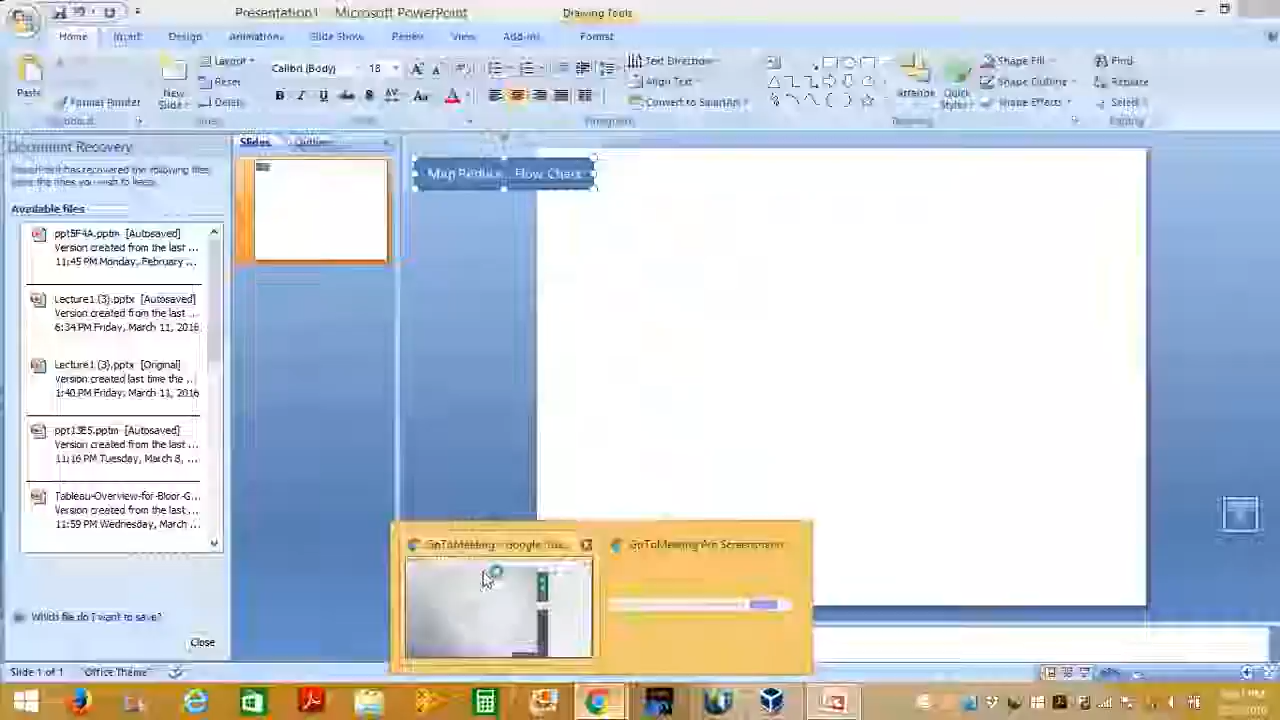 Presentation1 - Microsoft PowerPoint
Drawing Tools
Home
Insert
Design
Animations
Slide Show
Review
View
Add-Ins
Format
Paste
Format Painter
New
Slide
Layout
Reset
Delete
Calibri (Body)
18
Text Direction
Align Text
Convert to SmartArt
Arrange
Quick
Styles
Shape Fill
Shape Outline
Shape Effects
Find
Replace
Select
Paragraph
Drawing
Editing
Document Recovery
Available files
ppt5F4A.pptm [Autosaved]
Version created from the last ...
11:45 PM Monday, February ...
Lecture1 (3).pptx [Autosaved]
Version created from the last ...
6:34 PM Friday, March 11, 2016
Lecture1 (3).pptx [Original]
Version created last time the ...
1:40 PM Friday, March 11, 2016
ppt13E5.pptm [Autosaved]
Version created from the last ...
11:16 PM Tuesday, March 8, ...
Tableau-Overview-for-Bloor-G...
Version created from the last ...
11:59 PM Wednesday, March ...
Which file do I want to save?
Close
Slides
Outline
Map Reduce
Flow Chart
GoToMeeting - Google
Slide 1 of 1
"Office Theme"